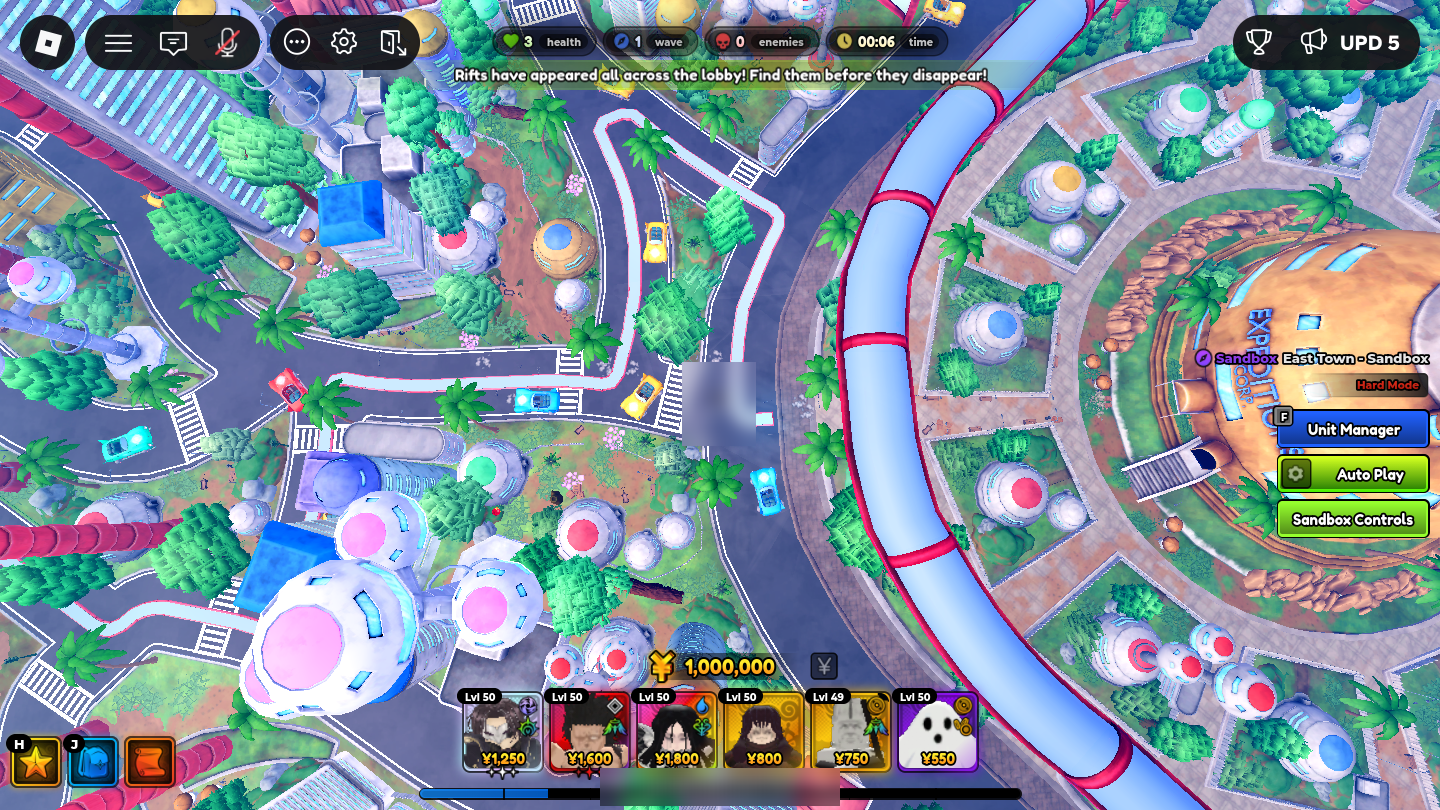 3 health
1 wave
0 enemies
00:06 time
UPD 5
Rifts have appeared all across the lobby! Find them before they disappear!
Sandbox East Town - Sandbox
Hard Mode
F
Unit Manager
Auto Play
Sandbox Controls
1,000,000
¥
Lvl 50
Lvl 50
Lvl 50
Lvl 50
Lvl 49
Lvl 50
¥1,250
¥1,600
¥1,800
¥800
¥750
¥550
H
J